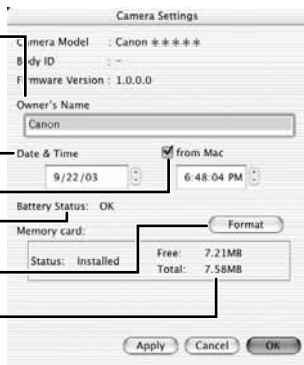 Camera Settings
Camera Model : Canon *****
Body ID : -
Firmware Version : 1.0.0.0
Owner's Name
Canon
Date & Time from Mac
9/22/03 6:48:04 PM
Battery Status: OK
Memory card: Format
Status: Installed Free: 7.21MB
Total: 7.58MB
Apply Cancel OK